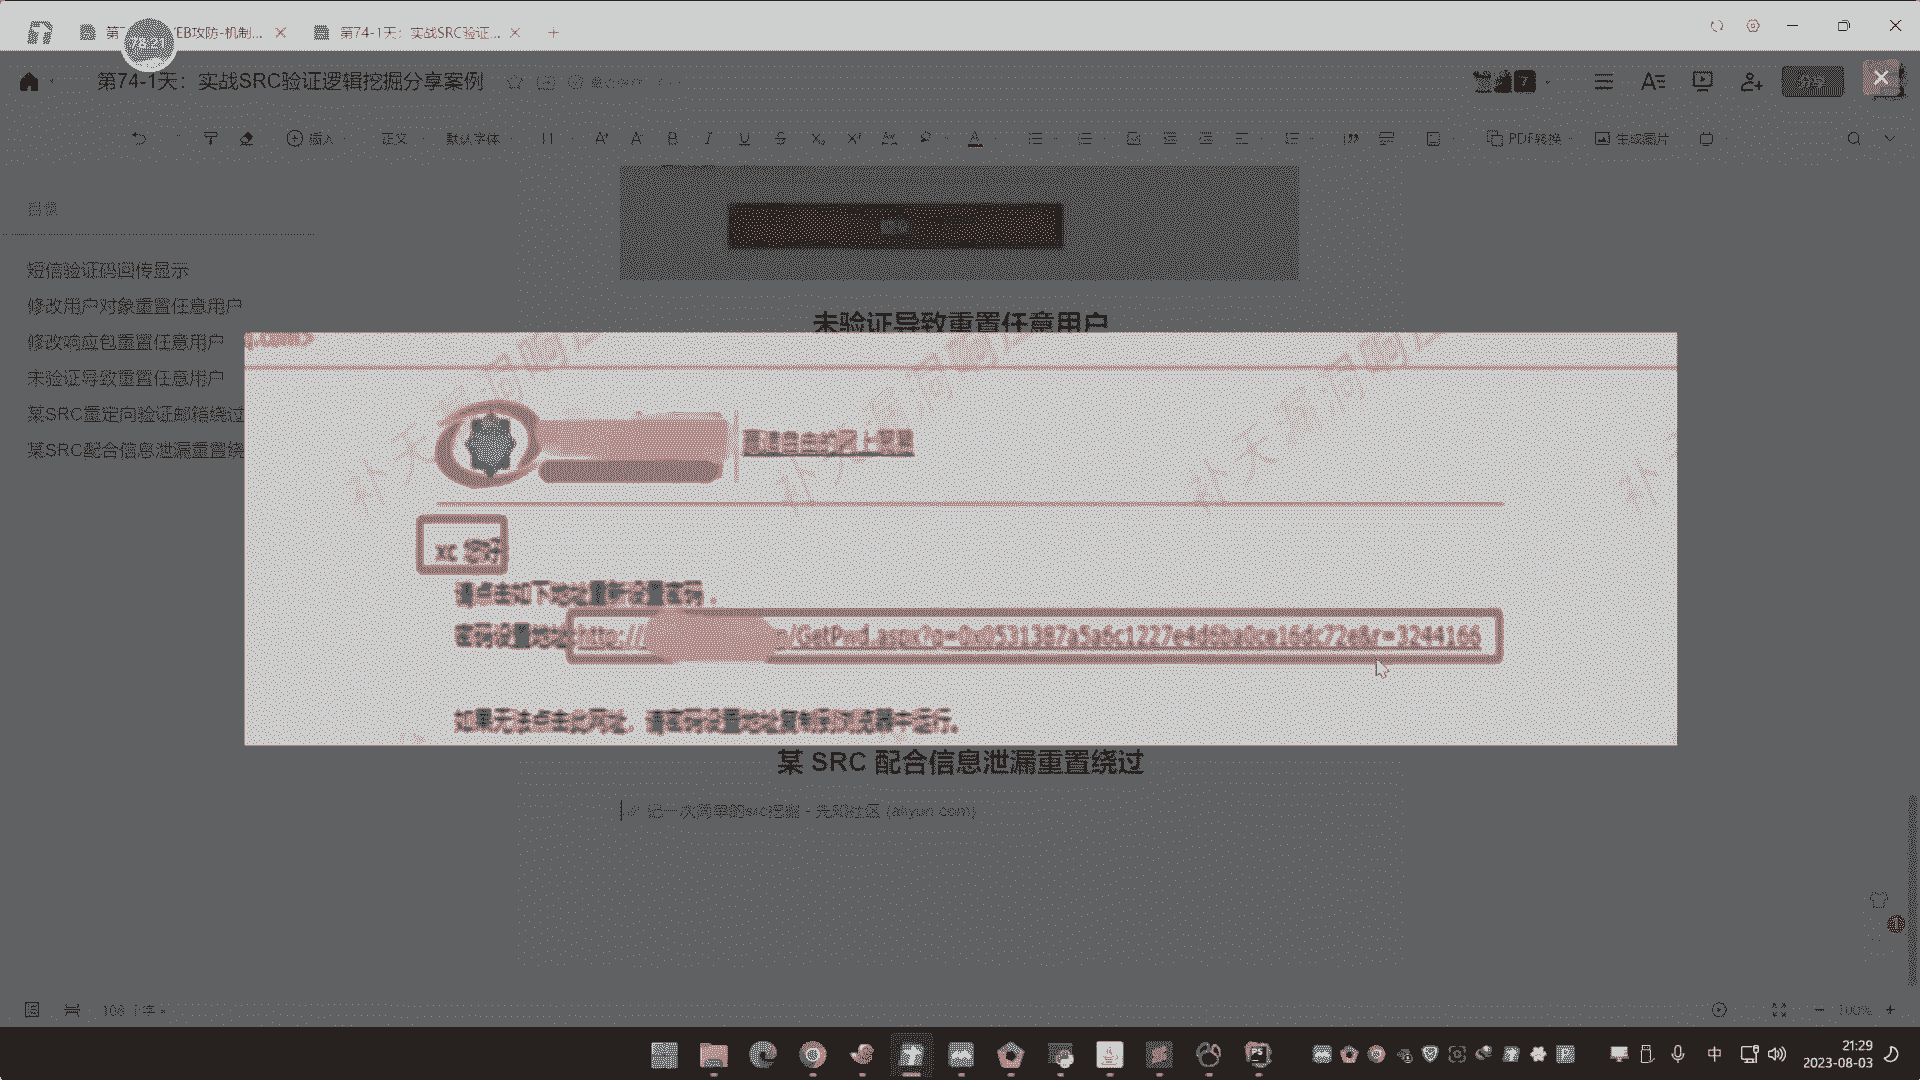 EB攻防-机制...
第74-1天：实战SRC验证...
78:21
第74-1天：实战SRC验证逻辑挖掘分享案例
7
插入
正文
默认字体
11
PDF转换
生成图片
目录
短信验证码回传显示
修改用户对象重置任意用户
修改响应包重置任意用户
未验证导致重置任意用户
某SRC重定向验证邮箱绕过
某SRC配合信息泄漏重置绕
未验证导致重置任意用户
补天
xc 您好
请点击如下地址重新设置密码 .
密码设置地址:http://
/GetPwd.aspx?p=0x0531387a5a6c1227e4d6ba0ce16dc72e&r=3244166
如果无法点击此网址，请密码设置地址复制到浏览器中运行。
某 SRC 配合信息泄漏重置绕过
记一次简单的src挖掘 - 先知社区 (aliyun.com)
100%
中
21:29
2023-08-03